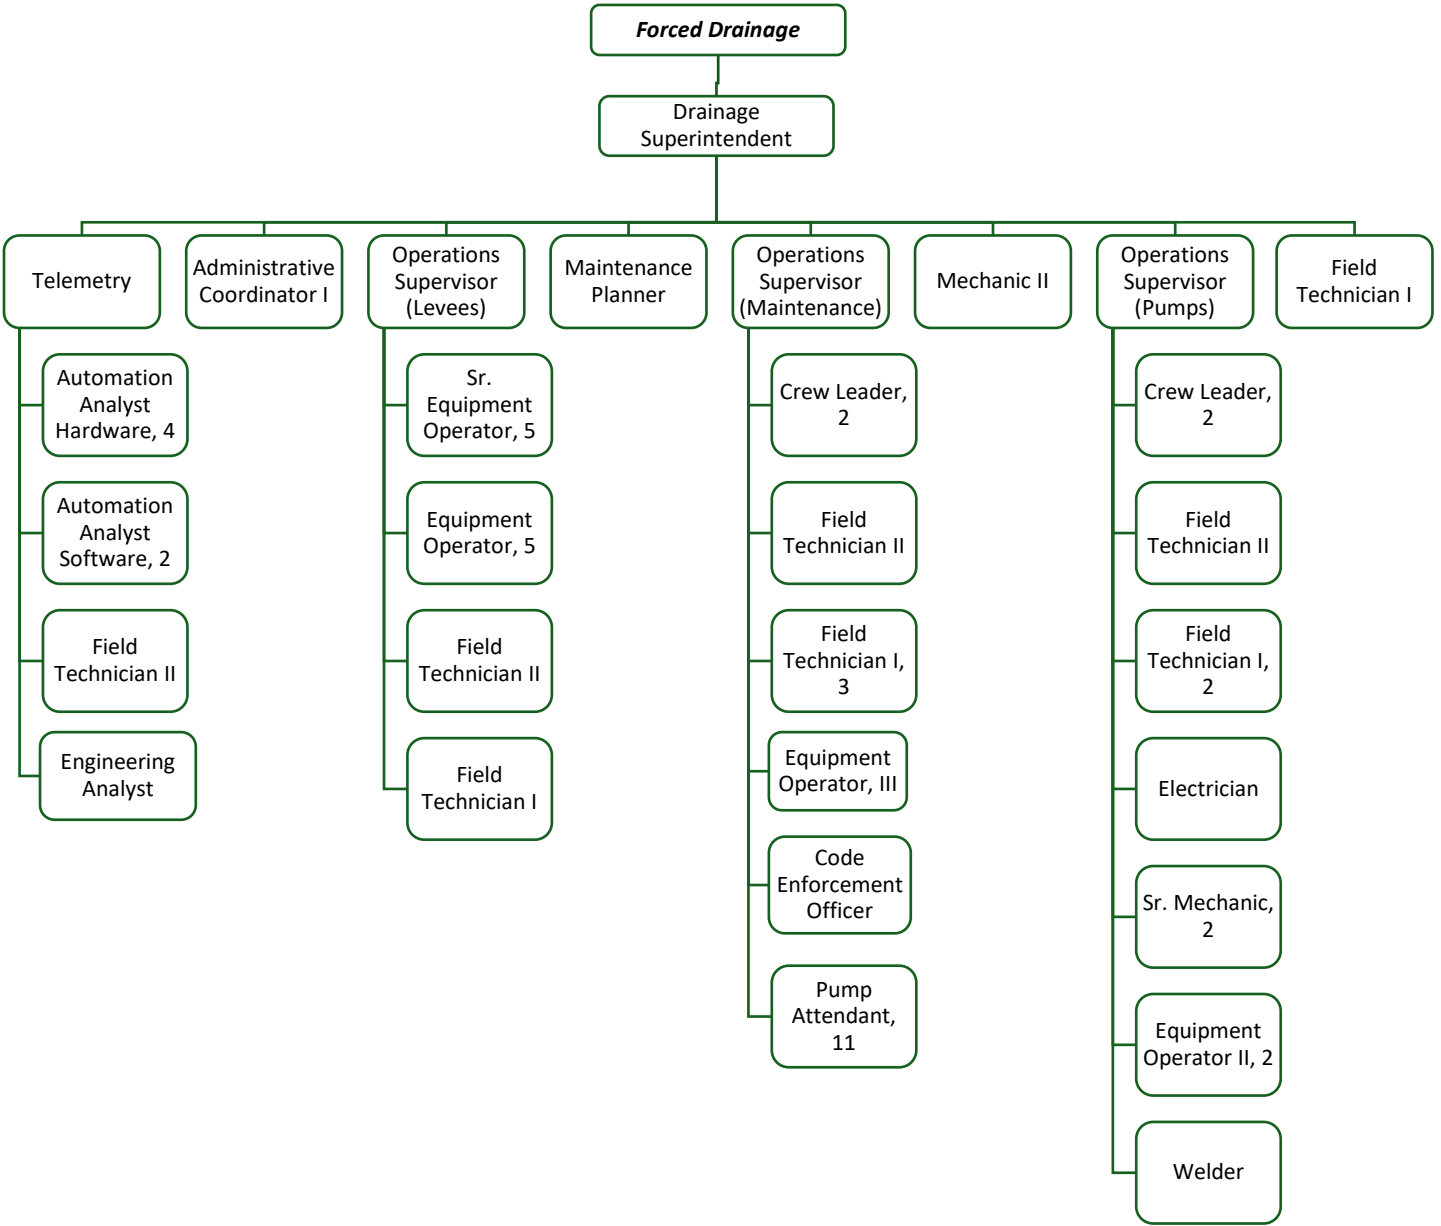 Forced Drainage
Drainage
Superintendent
Telemetry
Administrative
Coordinator I
Operations
Supervisor
(Levees)
Maintenance
Planner
Operations
Supervisor
(Maintenance)
Mechanic II
Operations
Supervisor
(Pumps)
Field
Technician I
Automation
Analyst
Hardware, 4
Automation
Analyst
Software, 2
Field
Technician II
Engineering
Analyst
Sr.
Equipment
Operator, 5
Equipment
Operator, 5
Field
Technician II
Field
Technician I
Crew Leader,
2
Field
Technician II
Field
Technician I,
3
Equipment
Operator, III
Code
Enforcement
Officer
Pump
Attendant,
11
Crew Leader,
2
Field
Technician II
Field
Technician I,
2
Electrician
Sr. Mechanic,
2
Equipment
Operator II, 2
Welder